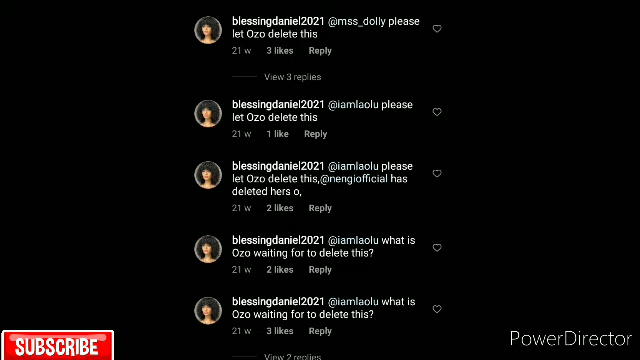 blessingdaniel2021 @mss_dolly please
let Ozo delete this
21 w 3 likes Reply
View 3 replies
blessingdaniel2021 @iamlaolu please
let Ozo delete this
21 w 1 like Reply
blessingdaniel2021 @iamlaolu please
let Ozo delete this,@nengiofficial has
deleted hers o,
21 w 2 likes Reply
blessingdaniel2021 @iamlaolu what is
Ozo waiting for to delete this?
21 w 2 likes Reply
blessingdaniel2021 @iamlaolu what is
Ozo waiting for to delete this?
21 w 3 likes Reply
View 2 replies
SUBSCRIBE
PowerDirector